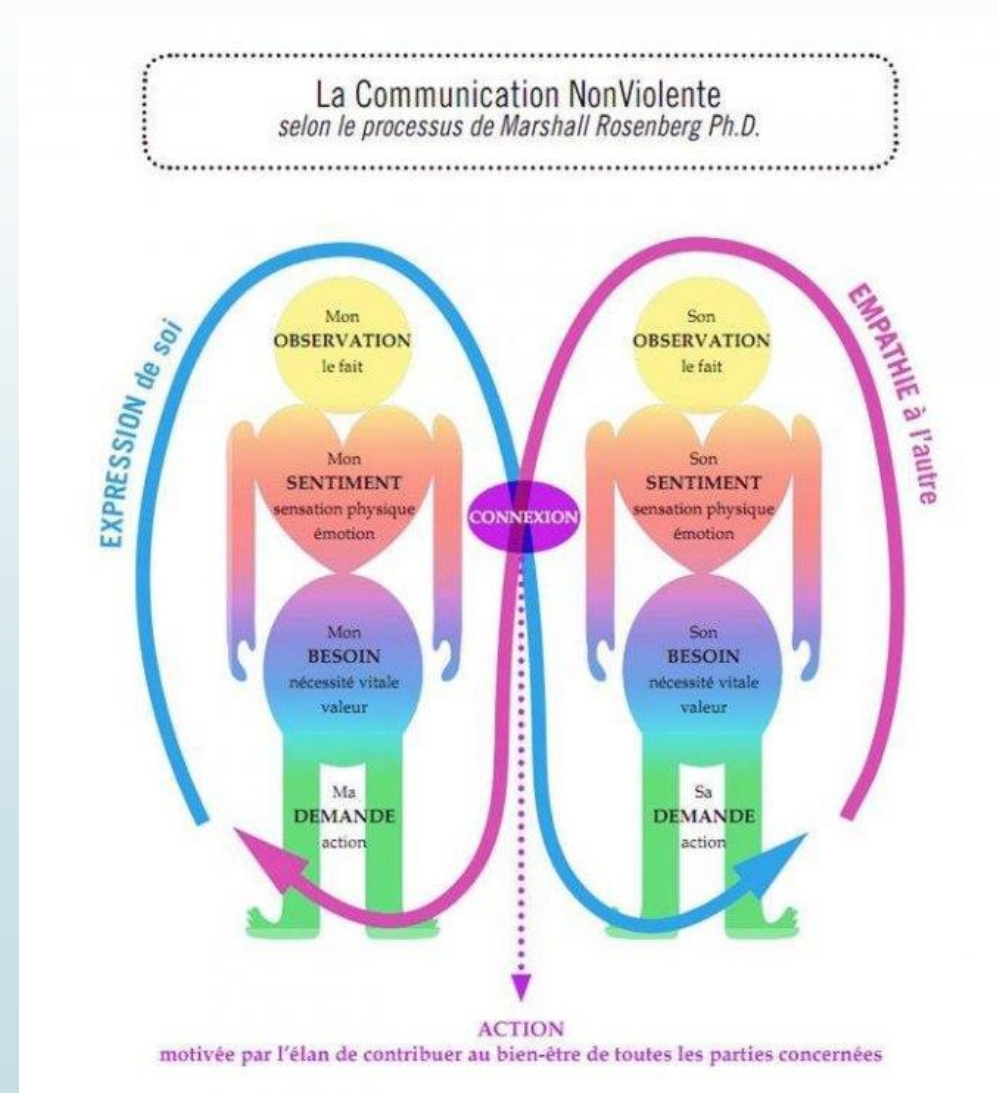 La Communication NonViolente
selon le processus de Marshall Rosenberg Ph.D.
EXPRESSION de soi
Mon
OBSERVATION
le fait
Mon
SENTIMENT
sensation physique
émotion
Mon
BESOIN
nécessité vitale
valeur
Ma
DEMANDE
action
CONNEXION
Son
OBSERVATION
le fait
Son
SENTIMENT
sensation physique
émotion
Son
BESOIN
nécessité vitale
valeur
Sa
DEMANDE
action
EMPATHIE à l'autre
ACTION
motivée par l'élan de contribuer au bien-être de toutes les parties concernées